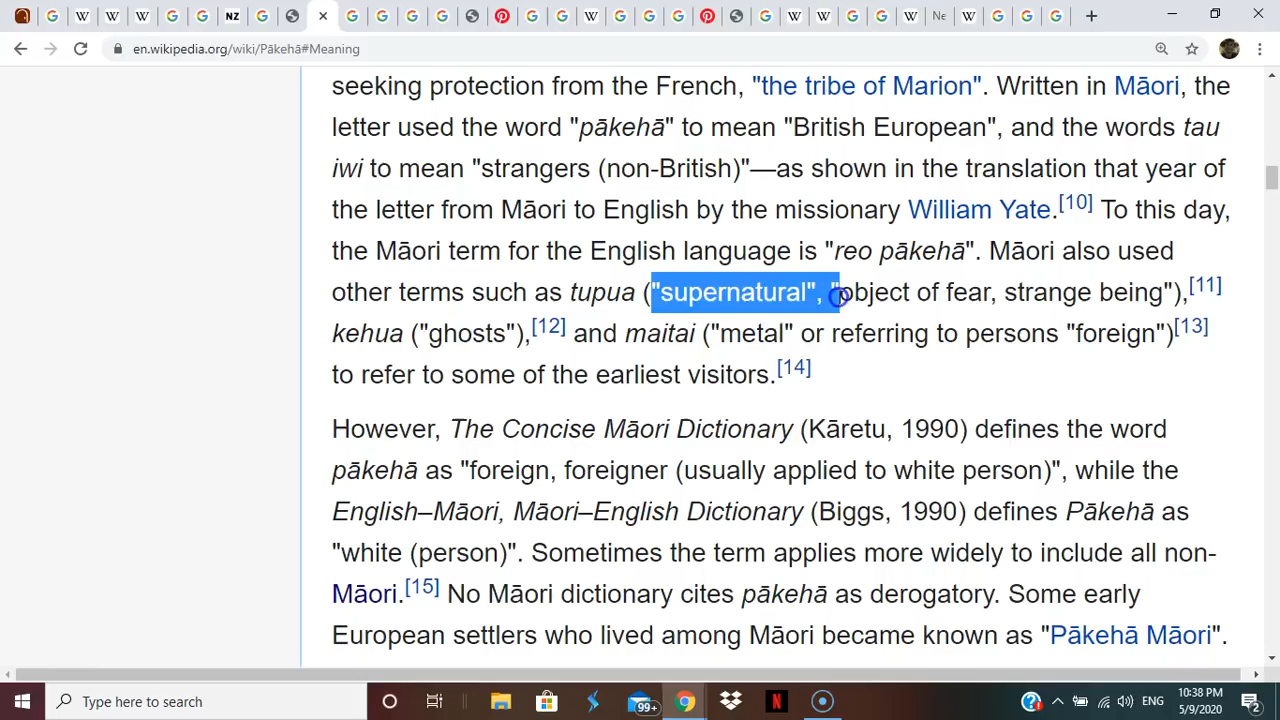 NZ
Ne
en.wikipedia.org/wiki/Pākehā#Meaning
seeking protection from the French, "the tribe of Marion". Written in Māori, the
letter used the word "pākehā" to mean "British European", and the words tau
iwi to mean "strangers (non-British)"—as shown in the translation that year of
the letter from Māori to English by the missionary William Yate.[10] To this day,
the Māori term for the English language is "reo pākehā". Māori also used
other terms such as tupua ("supernatural", "object of fear, strange being"),[11]
kehua ("ghosts"),[12] and maitai ("metal" or referring to persons "foreign")[13]
to refer to some of the earliest visitors.[14]
However, The Concise Māori Dictionary (Kāretu, 1990) defines the word
pākehā as "foreign, foreigner (usually applied to white person)", while the
English–Māori, Māori–English Dictionary (Biggs, 1990) defines Pākehā as
"white (person)". Sometimes the term applies more widely to include all non-
Māori.[15] No Māori dictionary cites pākehā as derogatory. Some early
European settlers who lived among Māori became known as "Pākehā Māori".
Type here to search
99+
ENG
10:38 PM
5/9/2020
2